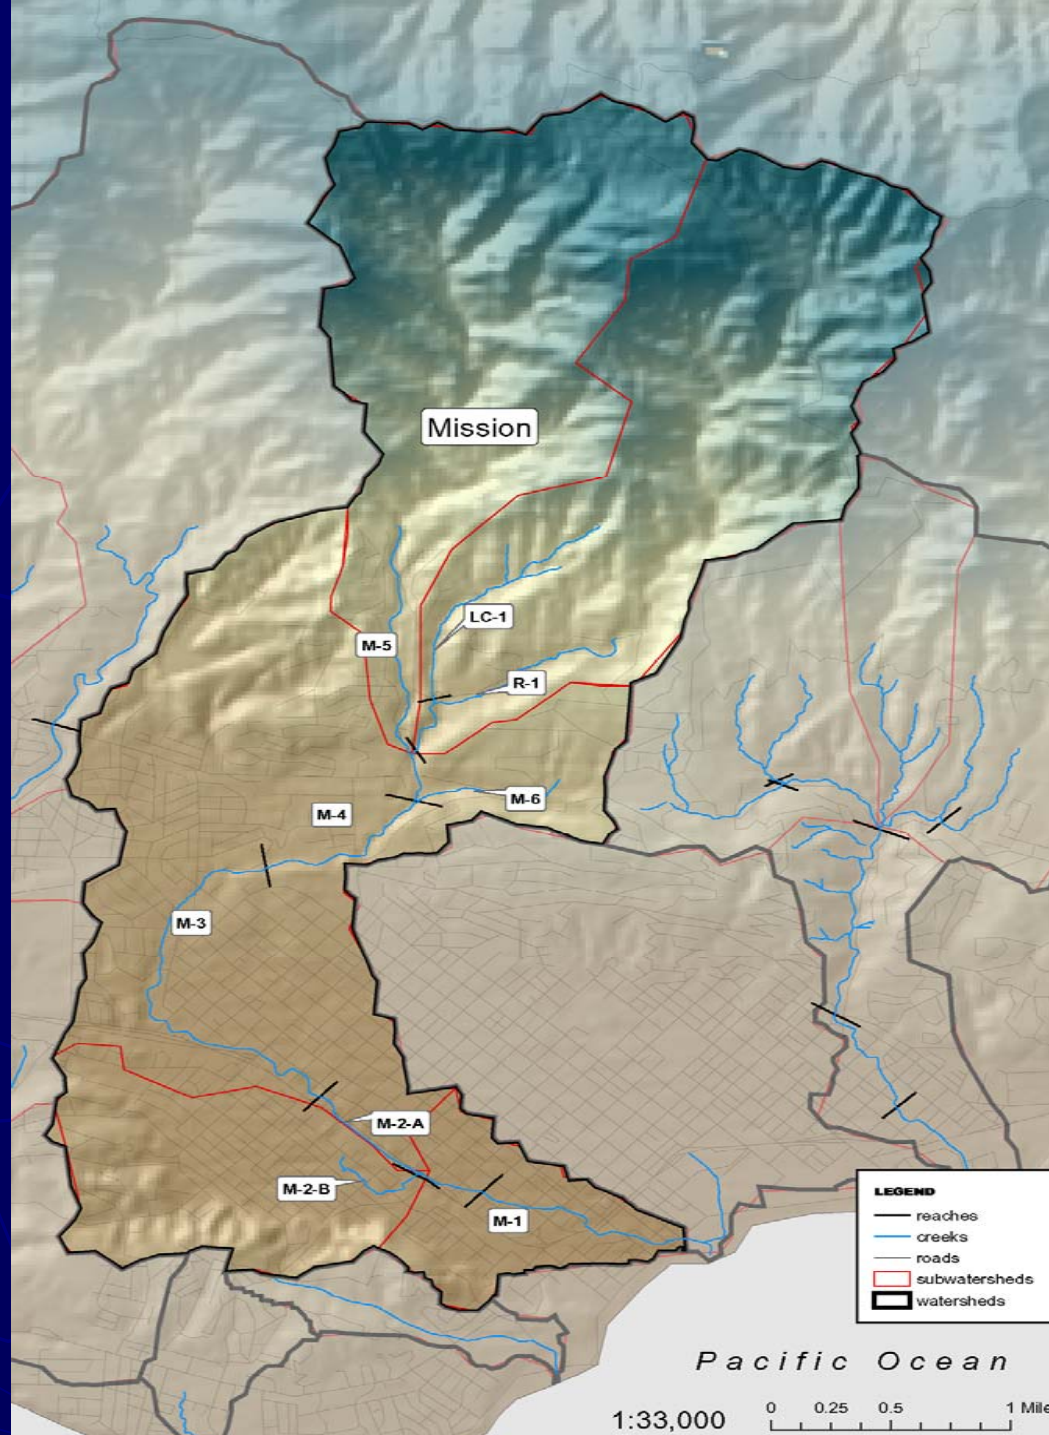 Mission
LC-1
M-5
R-1
M-6
M-4
M-3
M-2-A
M-2-B
M-1
LEGEND
reaches
creeks
roads
subwatersheds
watersheds
Pacific Ocean
1:33,000
0 0.25 0.5 1 Mile